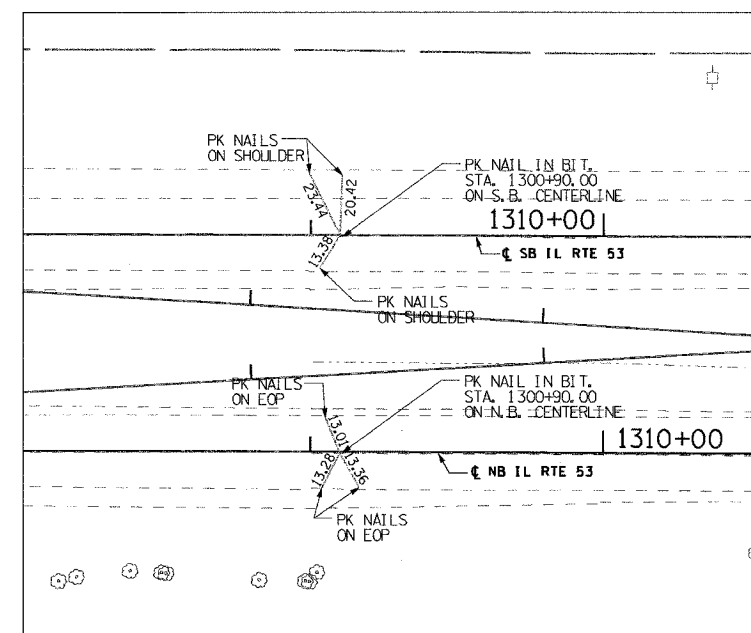 PK NAILS
ON SHOULDER
23.44
20.42
PK NAIL IN BIT.
STA. 1300+90.00
ON S.B. CENTERLINE
1310+00
13.38
℄ SB IL RTE 53
PK NAILS
ON SHOULDER
PK NAILS
ON EOP
PK NAIL IN BIT.
STA. 1300+90.00
ON N.B. CENTERLINE
13.01
1310+00
13.28
13.36
℄ NB IL RTE 53
PK NAILS
ON EOP